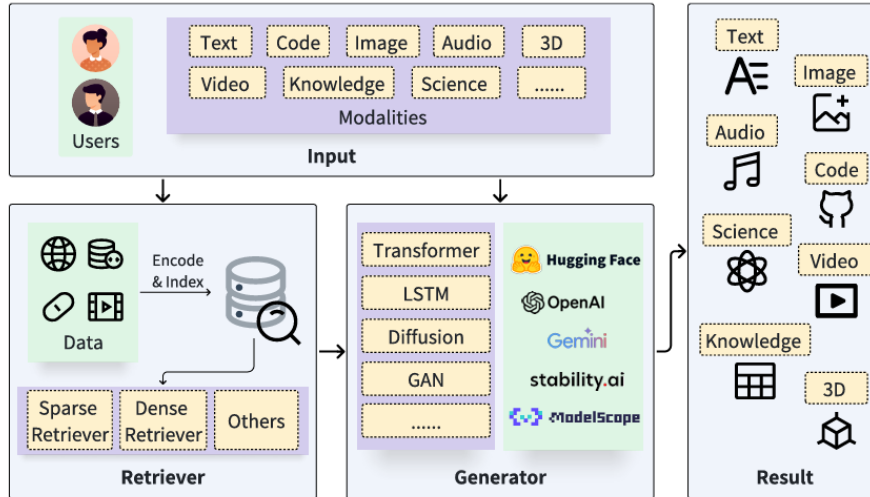 Text
Code
Image
Audio
3D
Video
Knowledge
Science
......
Modalities
Users
Input
Encode
& Index
Data
Sparse
Retriever
Dense
Retriever
Others
Retriever
Transformer
LSTM
Diffusion
GAN
......
Hugging Face
OpenAI
Gemini
stability.ai
ModelScope
Generator
Text
Image
Audio
Code
Science
Video
Knowledge
3D
Result